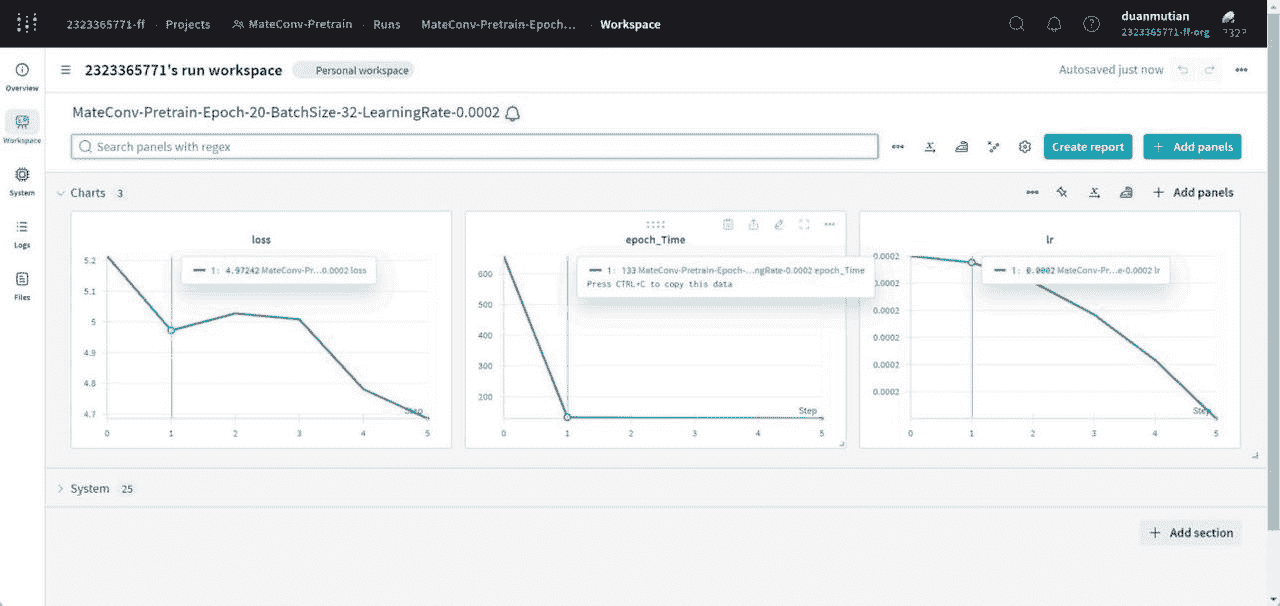 2323365771-ff · Projects · MateConv-Pretrain · Runs · MateConv-Pretrain-Epoch... · Workspace
duanmutian
2323365771-ff-org
Overview
Workspace
System
Logs
Files
2323365771's run workspace
Personal workspace
Autosaved just now
MateConv-Pretrain-Epoch-20-BatchSize-32-LearningRate-0.0002
Search panels with regex
Create report
+ Add panels
Charts 3
+ Add panels
loss
1: 4.97242 MateConv-Pr...0.0002 loss
5.2
5.1
5
4.9
4.8
4.7
Step
0 1 2 3 4 5
epoch_Time
1: 133 MateConv-Pretrain-Epoch-...ngRate-0.0002 epoch_Time
Press CTRL+C to copy this data
600
500
400
300
200
Step
0 1 2 3 4 5
lr
1: 0.0002 MateConv-Pr...e-0.0002 lr
0.0002
0.0002
0.0002
0.0002
0.0002
0.0002
Step
0 1 2 3 4 5
System 25
+ Add section